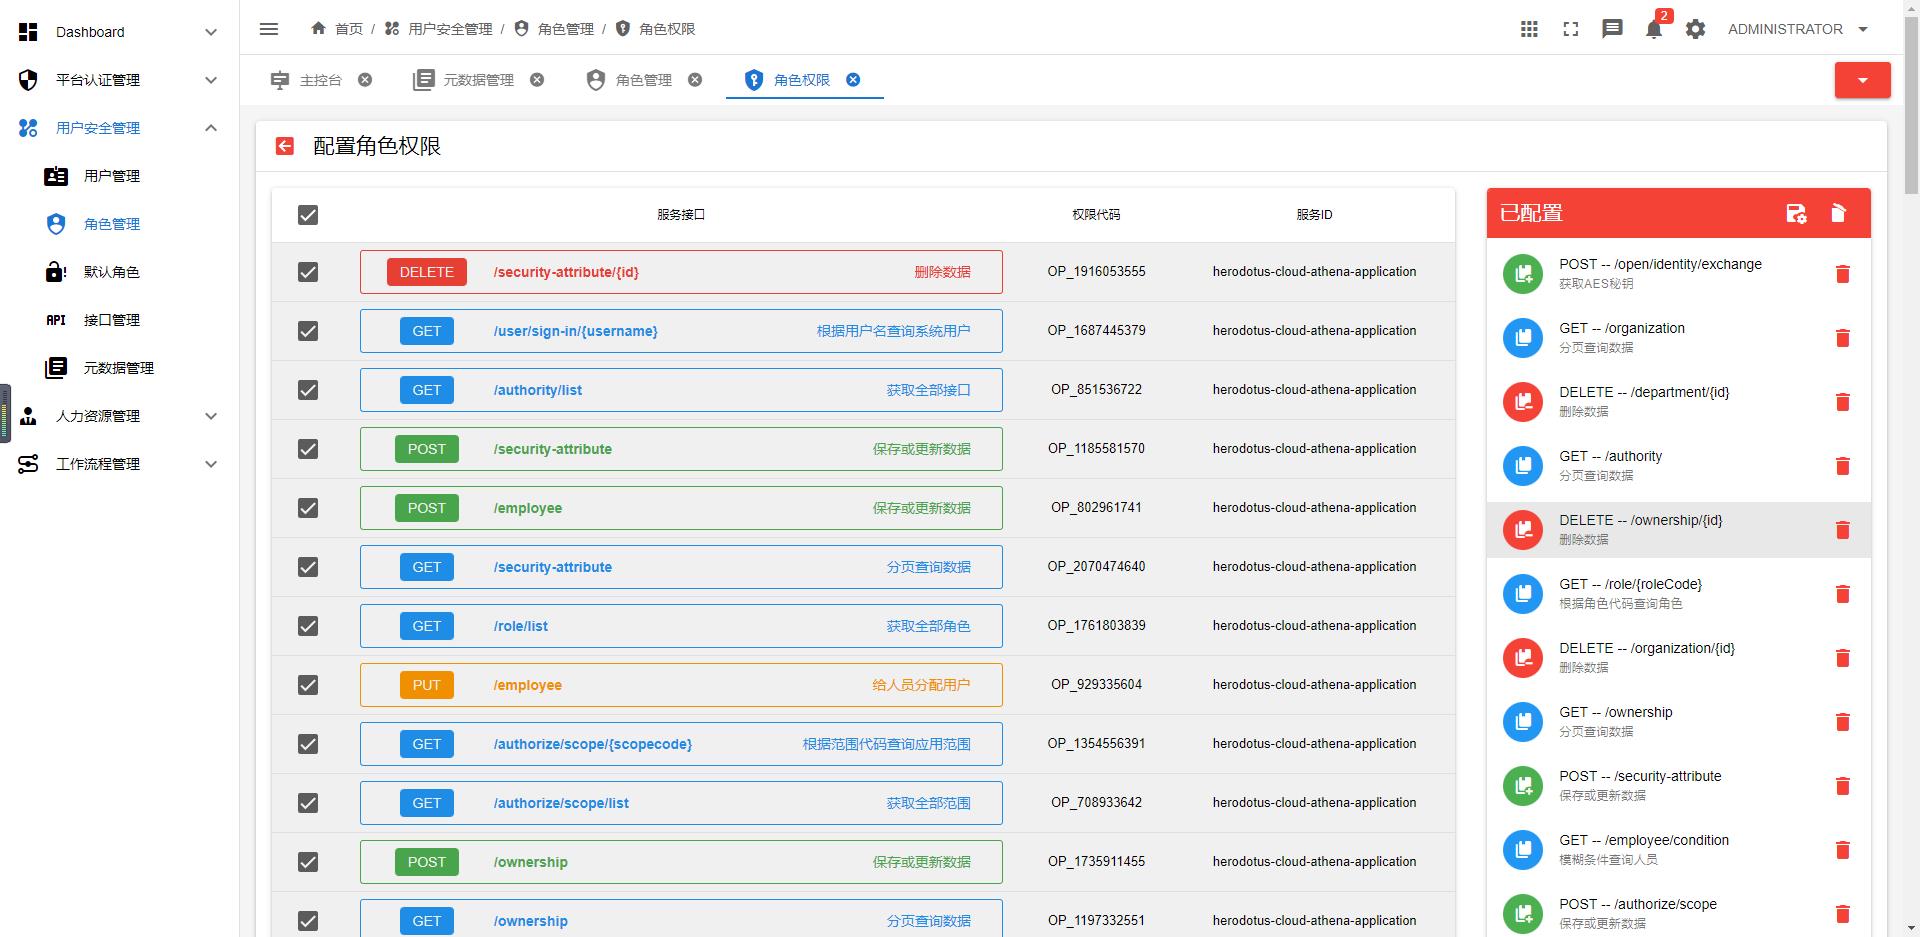 Dashboard
平台认证管理
用户安全管理
用户管理
角色管理
默认角色
API 接口管理
元数据管理
人力资源管理
工作流程管理
首页 / 用户安全管理 / 角色管理 / 角色权限
2
ADMINISTRATOR
主控台 元数据管理 角色管理 角色权限
配置角色权限
服务接口 权限代码 服务ID
DELETE /security-attribute/{id} 删除数据 OP_1916053555 herodotus-cloud-athena-application
GET /user/sign-in/{username} 根据用户名查询系统用户 OP_1687445379 herodotus-cloud-athena-application
GET /authority/list 获取全部接口 OP_851536722 herodotus-cloud-athena-application
POST /security-attribute 保存或更新数据 OP_1185581570 herodotus-cloud-athena-application
POST /employee 保存或更新数据 OP_802961741 herodotus-cloud-athena-application
GET /security-attribute 分页查询数据 OP_2070474640 herodotus-cloud-athena-application
GET /role/list 获取全部角色 OP_1761803839 herodotus-cloud-athena-application
PUT /employee 给人员分配用户 OP_929335604 herodotus-cloud-athena-application
GET /authorize/scope/{scopecode} 根据范围代码查询应用范围 OP_1354556391 herodotus-cloud-athena-application
GET /authorize/scope/list 获取全部范围 OP_708933642 herodotus-cloud-athena-application
POST /ownership 保存或更新数据 OP_1735911455 herodotus-cloud-athena-application
GET /ownership 分页查询数据 OP_1197332551 herodotus-cloud-athena-application
已配置
POST -- /open/identity/exchange
获取AES秘钥
GET -- /organization
分页查询数据
DELETE -- /department/{id}
删除数据
GET -- /authority
分页查询数据
DELETE -- /ownership/{id}
删除数据
GET -- /role/{roleCode}
根据角色代码查询角色
DELETE -- /organization/{id}
删除数据
GET -- /ownership
分页查询数据
POST -- /security-attribute
保存或更新数据
GET -- /employee/condition
模糊条件查询人员
POST -- /authorize/scope
保存或更新数据